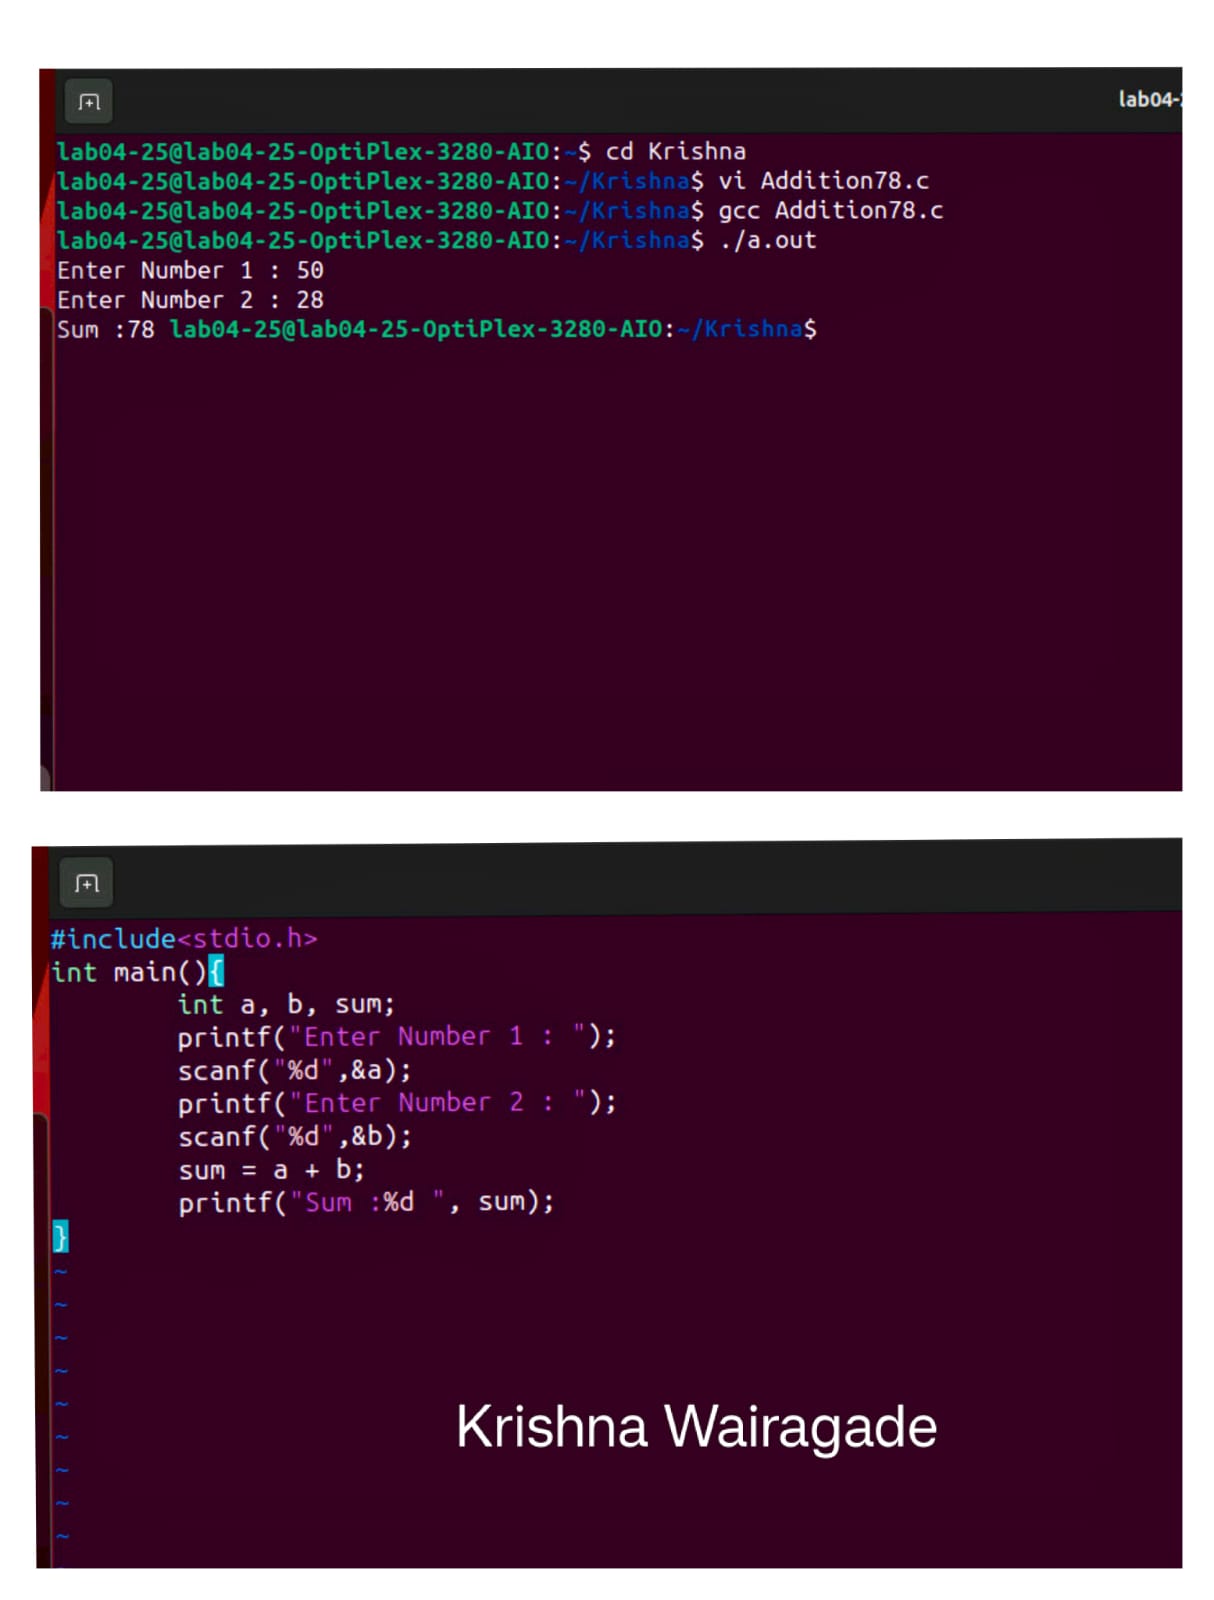 lab04-
lab04-25@lab04-25-OptiPlex-3280-AIO:~$ cd Krishna
lab04-25@lab04-25-OptiPlex-3280-AIO:~/Krishna$ vi Addition78.c
lab04-25@lab04-25-OptiPlex-3280-AIO:~/Krishna$ gcc Addition78.c
lab04-25@lab04-25-OptiPlex-3280-AIO:~/Krishna$ ./a.out
Enter Number 1 : 50
Enter Number 2 : 28
Sum :78 lab04-25@lab04-25-OptiPlex-3280-AIO:~/Krishna$
#include<stdio.h>
int main(){
        int a, b, sum;
        printf("Enter Number 1 : ");
        scanf("%d",&a);
        printf("Enter Number 2 : ");
        scanf("%d",&b);
        sum = a + b;
        printf("Sum :%d ", sum);
}
~
~
~
~
~
~
~
~
~
Krishna Wairagade